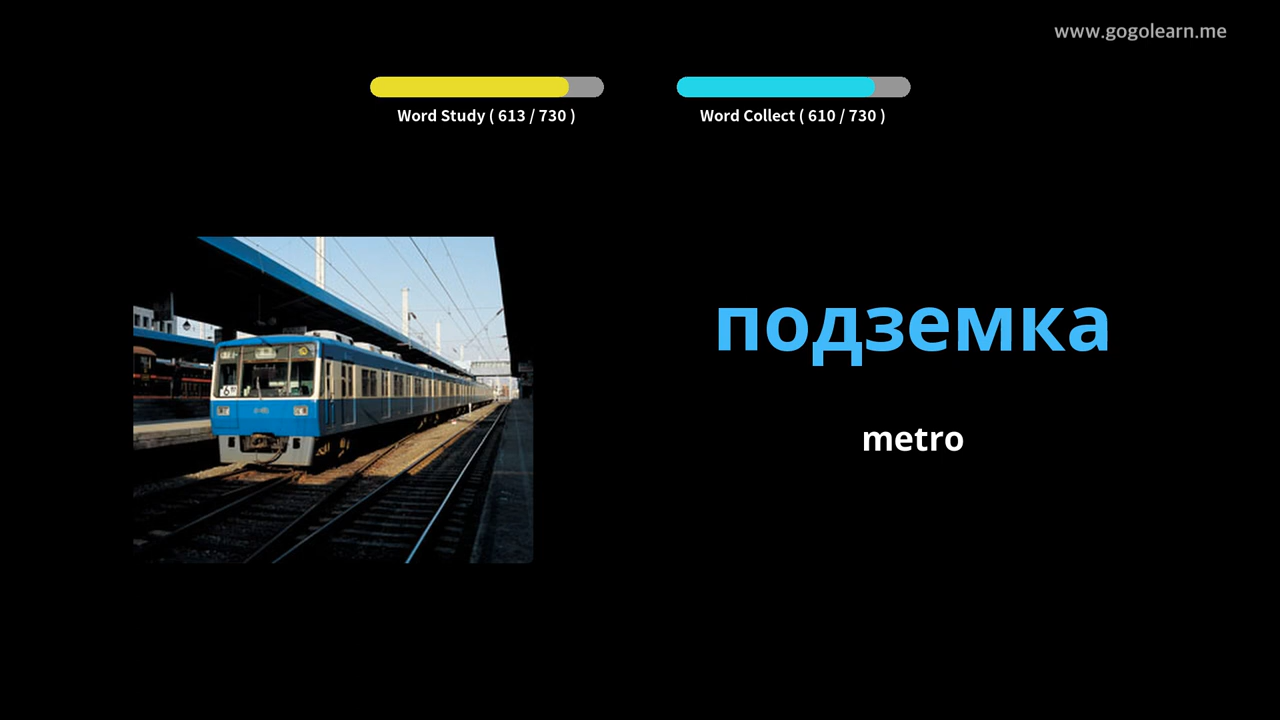 www.gogolearn.me
Word Study ( 613 / 730 )
Word Collect ( 610 / 730 )
подземка
metro